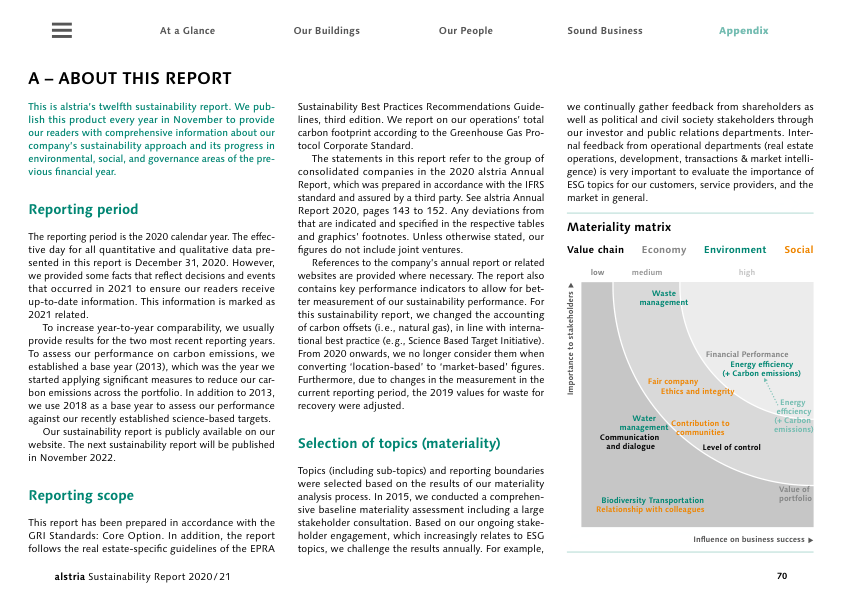 At a Glance
Our Buildings
Our People
Sound Business
Appendix
A – ABOUT THIS REPORT
This is alstria's twelfth sustainability report. We pub-
lish this product every year in November to provide
our readers with comprehensive information about our
company's sustainability approach and its progress in
environmental, social, and governance areas of the pre-
vious financial year.
Reporting period
The reporting period is the 2020 calendar year. The effec-
tive day for all quantitative and qualitative data pre-
sented in this report is December 31, 2020. However,
we provided some facts that reflect decisions and events
that occurred in 2021 to ensure our readers receive
up-to-date information. This information is marked as
2021 related.
To increase year-to-year comparability, we usually
provide results for the two most recent reporting years.
To assess our performance on carbon emissions, we
established a base year (2013), which was the year we
started applying significant measures to reduce our car-
bon emissions across the portfolio. In addition to 2013,
we use 2018 as a base year to assess our performance
against our recently established science-based targets.
Our sustainability report is publicly available on our
website. The next sustainability report will be published
in November 2022.
Reporting scope
This report has been prepared in accordance with the
GRI Standards: Core Option. In addition, the report
follows the real estate-specific guidelines of the EPRA
Sustainability Best Practices Recommendations Guide-
lines, third edition. We report on our operations' total
carbon footprint according to the Greenhouse Gas Pro-
tocol Corporate Standard.
The statements in this report refer to the group of
consolidated companies in the 2020 alstria Annual
Report, which was prepared in accordance with the IFRS
standard and assured by a third party. See alstria Annual
Report 2020, pages 143 to 152. Any deviations from
that are indicated and specified in the respective tables
and graphics' footnotes. Unless otherwise stated, our
figures do not include joint ventures.
References to the company's annual report or related
websites are provided where necessary. The report also
contains key performance indicators to allow for bet-
ter measurement of our sustainability performance. For
this sustainability report, we changed the accounting
of carbon offsets (i. e., natural gas), in line with interna-
tional best practice (e.g., Science Based Target Initiative).
From 2020 onwards, we no longer consider them when
converting 'location-based' to 'market-based' figures.
Furthermore, due to changes in the measurement in the
current reporting period, the 2019 values for waste for
recovery were adjusted.
Selection of topics (materiality)
Topics (including sub-topics) and reporting boundaries
were selected based on the results of our materiality
analysis process. In 2015, we conducted a comprehen-
sive baseline materiality assessment including a large
stakeholder consultation. Based on our ongoing stake-
holder engagement, which increasingly relates to ESG
topics, we challenge the results annually. For example,
we continually gather feedback from shareholders as
well as political and civil society stakeholders through
our investor and public relations departments. Inter-
nal feedback from operational departments (real estate
operations, development, transactions & market intelli-
gence) is very important to evaluate the importance of
ESG topics for our customers, service providers, and the
market in general.
Materiality matrix
Value chain Economy Environment Social
low medium high
Importance to stakeholders ▶
Waste
management
Financial Performance
Energy efficiency
(+ Carbon emissions)
Fair company
Ethics and integrity
Energy
efficiency
(+ Carbon
emissions)
Water
management
Contribution to
communities
Communication
and dialogue
Level of control
Value of
portfolio
Biodiversity Transportation
Relationship with colleagues
Influence on business success ▶
alstria Sustainability Report 2020/21
70